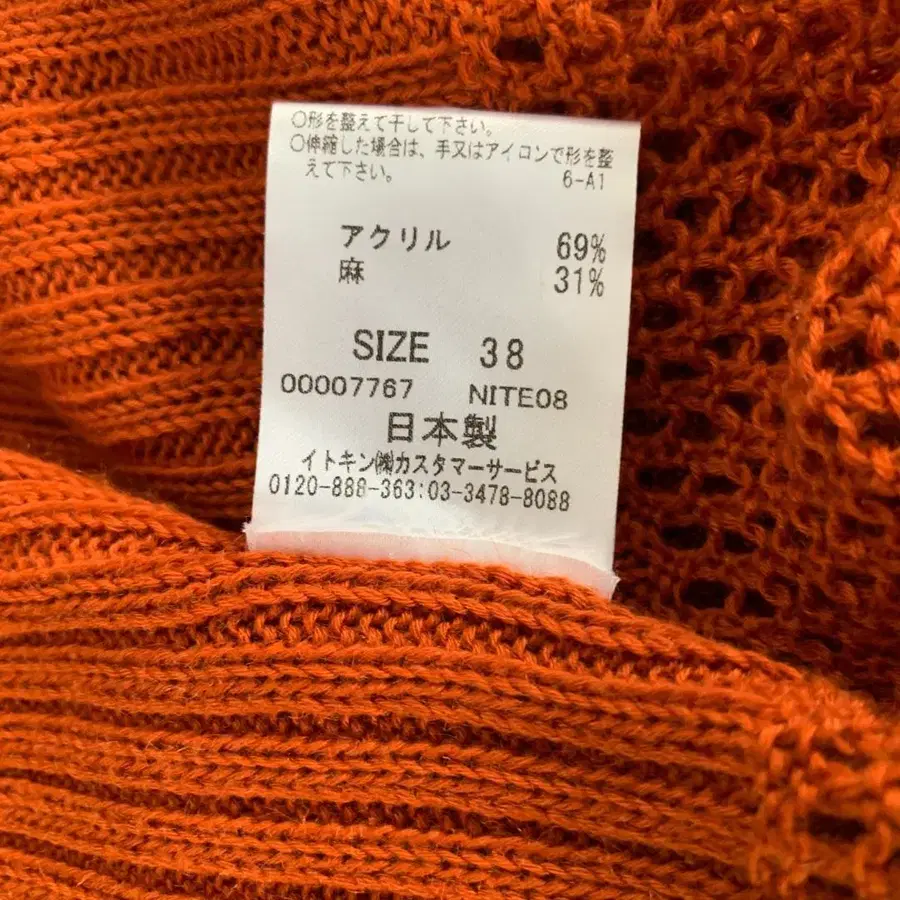 ○形を整えて干して下さい。
○伸縮した場合は、手又はアイロンで形を整
えて下さい。 6-A1
アクリル 69%
麻 31%
SIZE 38
00007767 NITE08
日本製
イトキン㈱カスタマーサービス
0120-888-363:03-3478-8088